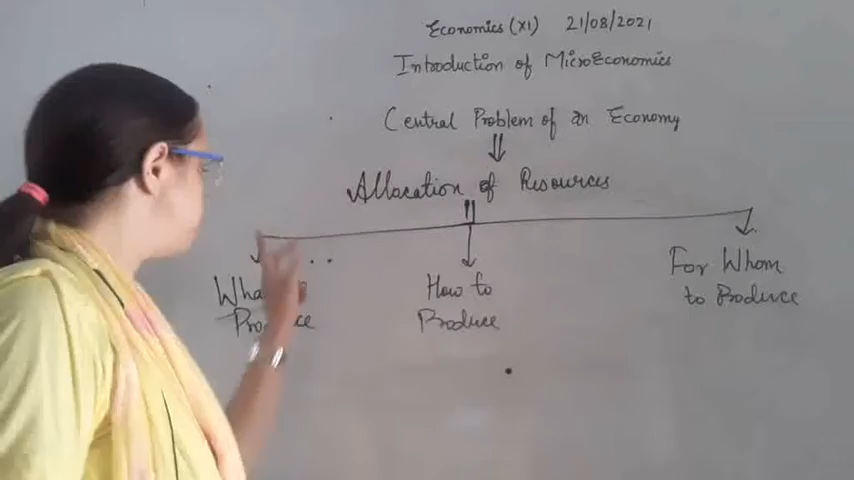 Economics (XI) 21/08/2021
Introduction of MicroEconomics
Central Problem of an Economy
Allocation of Resources
How to
Produce
For Whom
to Produce